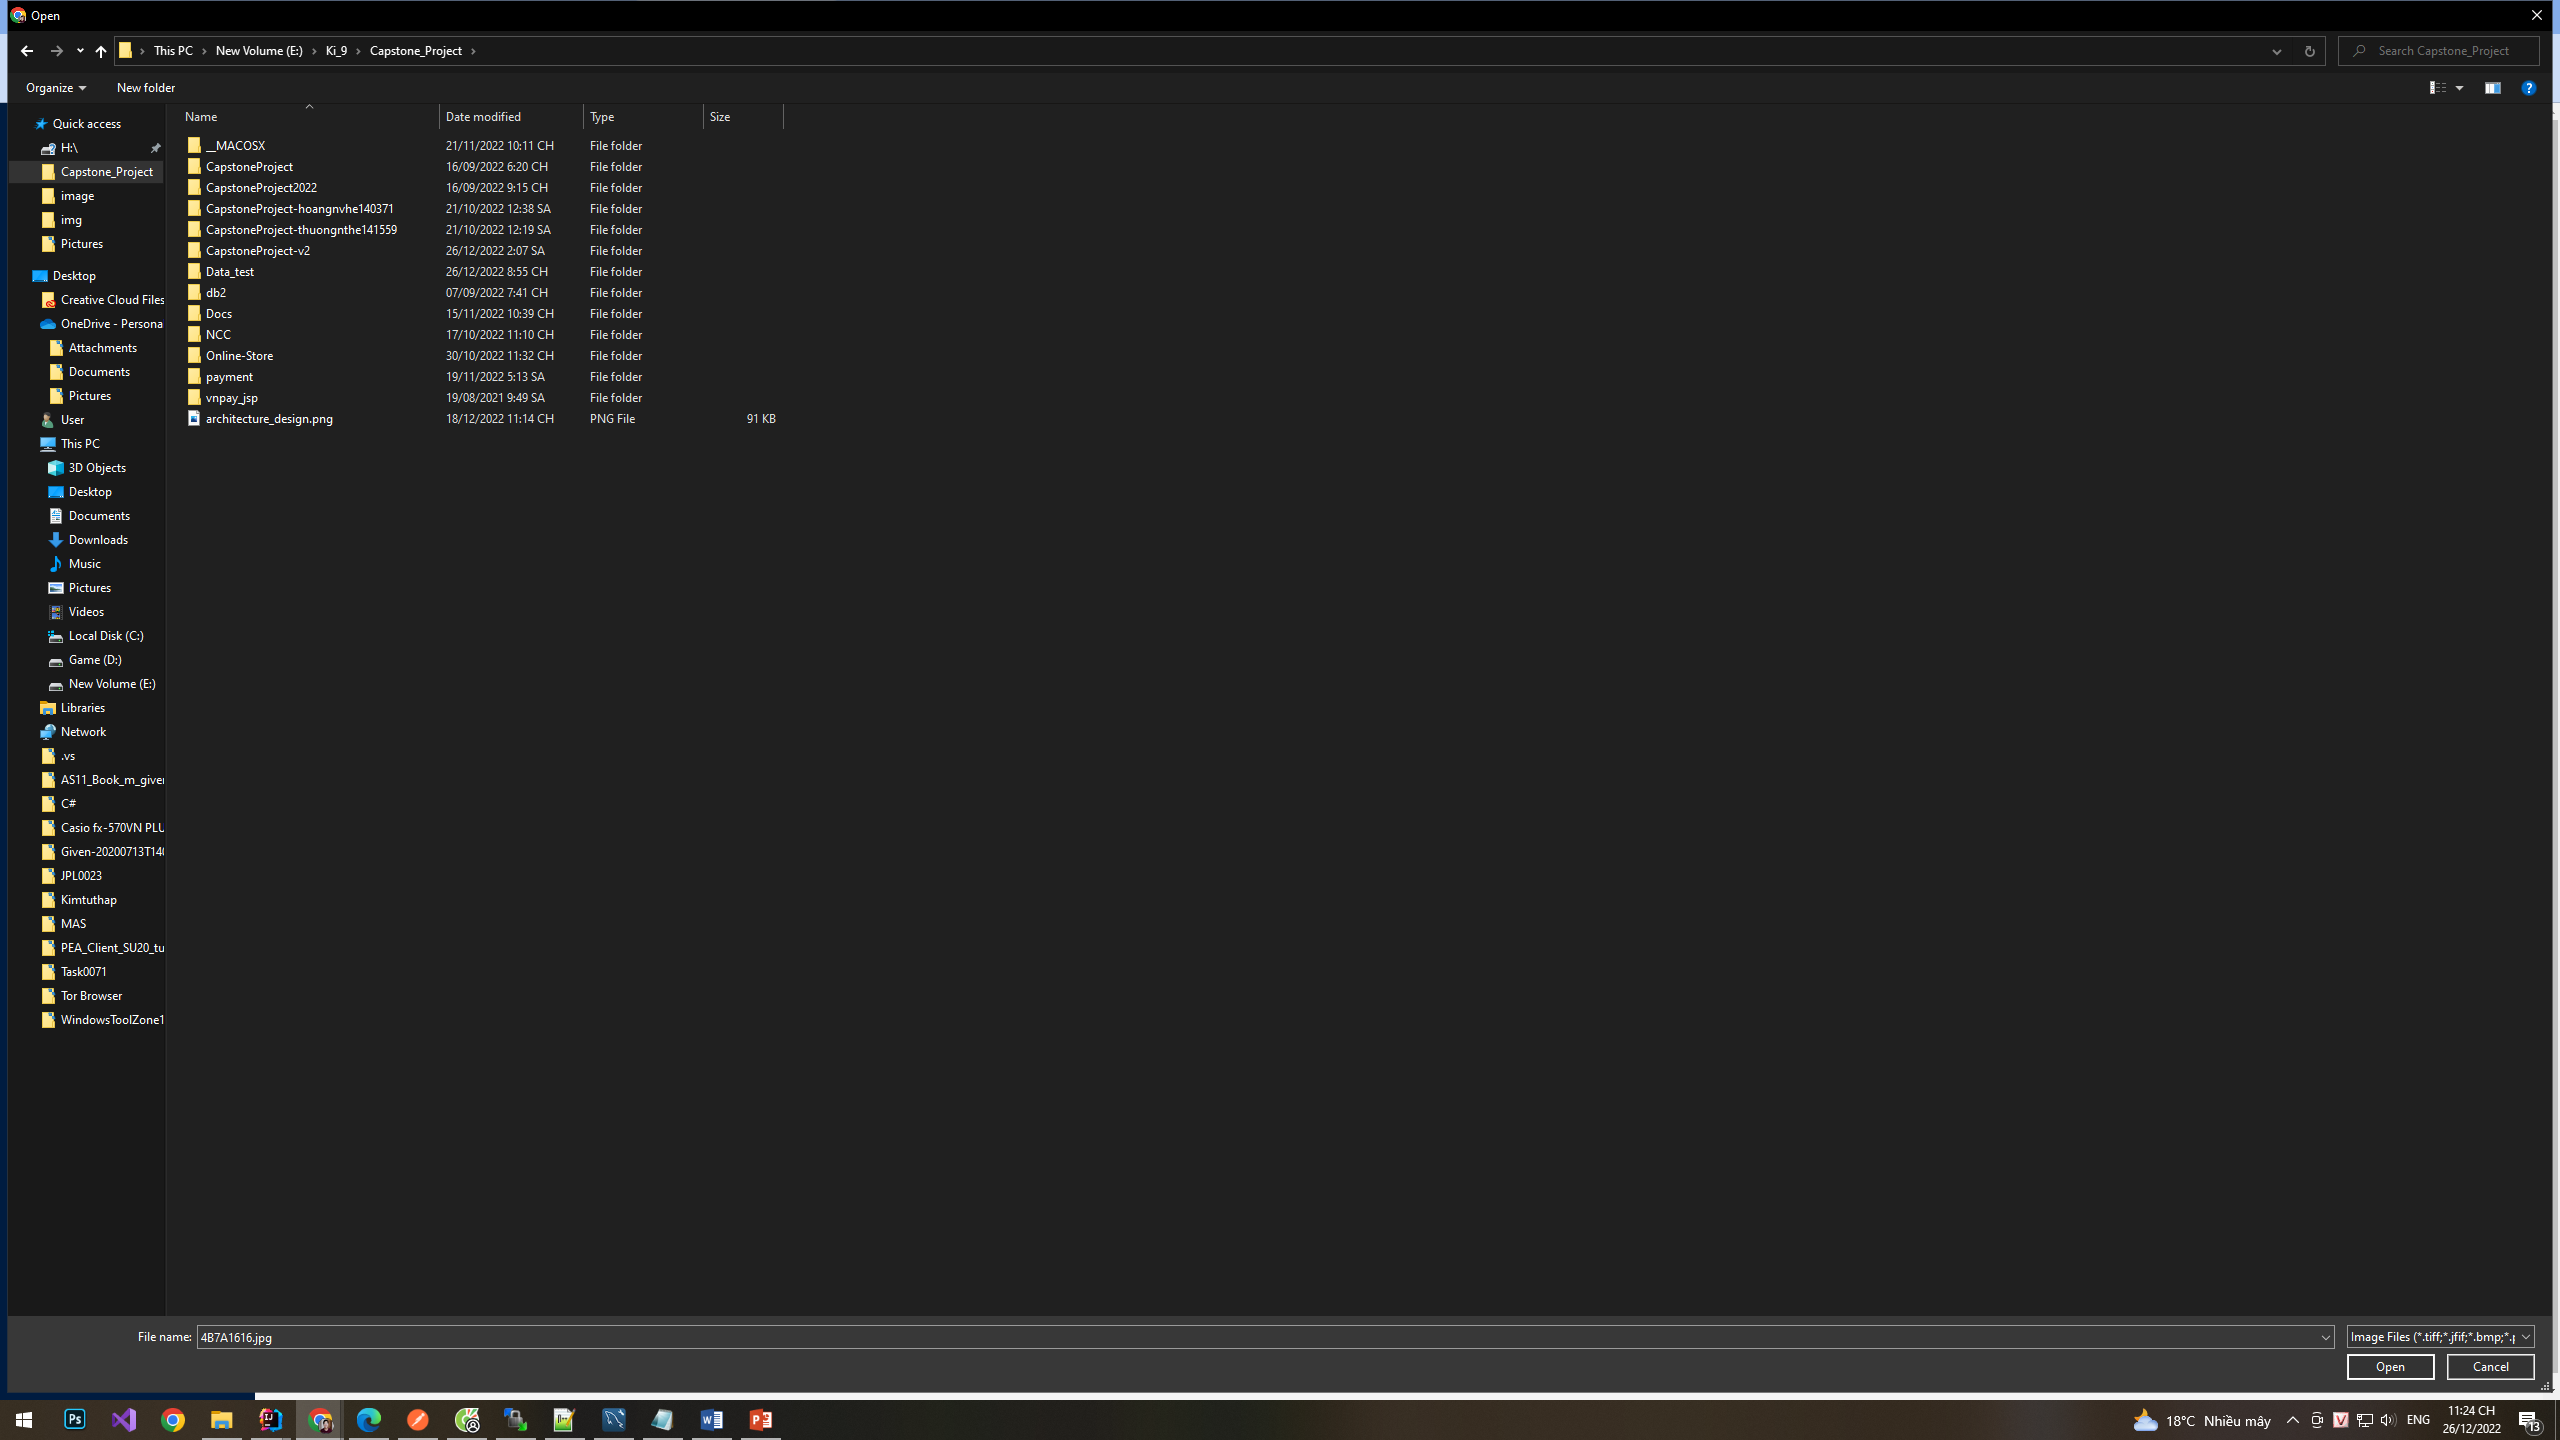 Open
This PC > New Volume (E:) > Ki_9 > Capstone_Project >
Search Capstone_Project
Organize
New folder
Quick access
H:\
Capstone_Project
image
img
Pictures
Desktop
Creative Cloud Files
OneDrive - Persona
Attachments
Documents
Pictures
User
This PC
3D Objects
Desktop
Documents
Downloads
Music
Pictures
Videos
Local Disk (C:)
Game (D:)
New Volume (E:)
Libraries
Network
.vs
AS11_Book_m_given
C#
Casio fx-570VN PLU
Given-20200713T140
JPL0023
Kimtuthap
MAS
PEA_Client_SU20_tu
Task0071
Tor Browser
WindowsToolZone1
Name Date modified Type Size
__MACOSX 21/11/2022 10:11 CH File folder
CapstoneProject 16/09/2022 6:20 CH File folder
CapstoneProject2022 16/09/2022 9:15 CH File folder
CapstoneProject-hoangnvhe140371 21/10/2022 12:38 SA File folder
CapstoneProject-thuongnthe141559 21/10/2022 12:19 SA File folder
CapstoneProject-v2 26/12/2022 2:07 SA File folder
Data_test 26/12/2022 8:55 CH File folder
db2 07/09/2022 7:41 CH File folder
Docs 15/11/2022 10:39 CH File folder
NCC 17/10/2022 11:10 CH File folder
Online-Store 30/10/2022 11:32 CH File folder
payment 19/11/2022 5:13 SA File folder
vnpay_jsp 19/08/2021 9:49 SA File folder
architecture_design.png 18/12/2022 11:14 CH PNG File 91 KB
File name: 4B7A1616.jpg
Image Files (*.tiff;*.jfif;*.bmp;*.p
Open
Cancel
18°C Nhiều mây
ENG
11:24 CH
26/12/2022
13